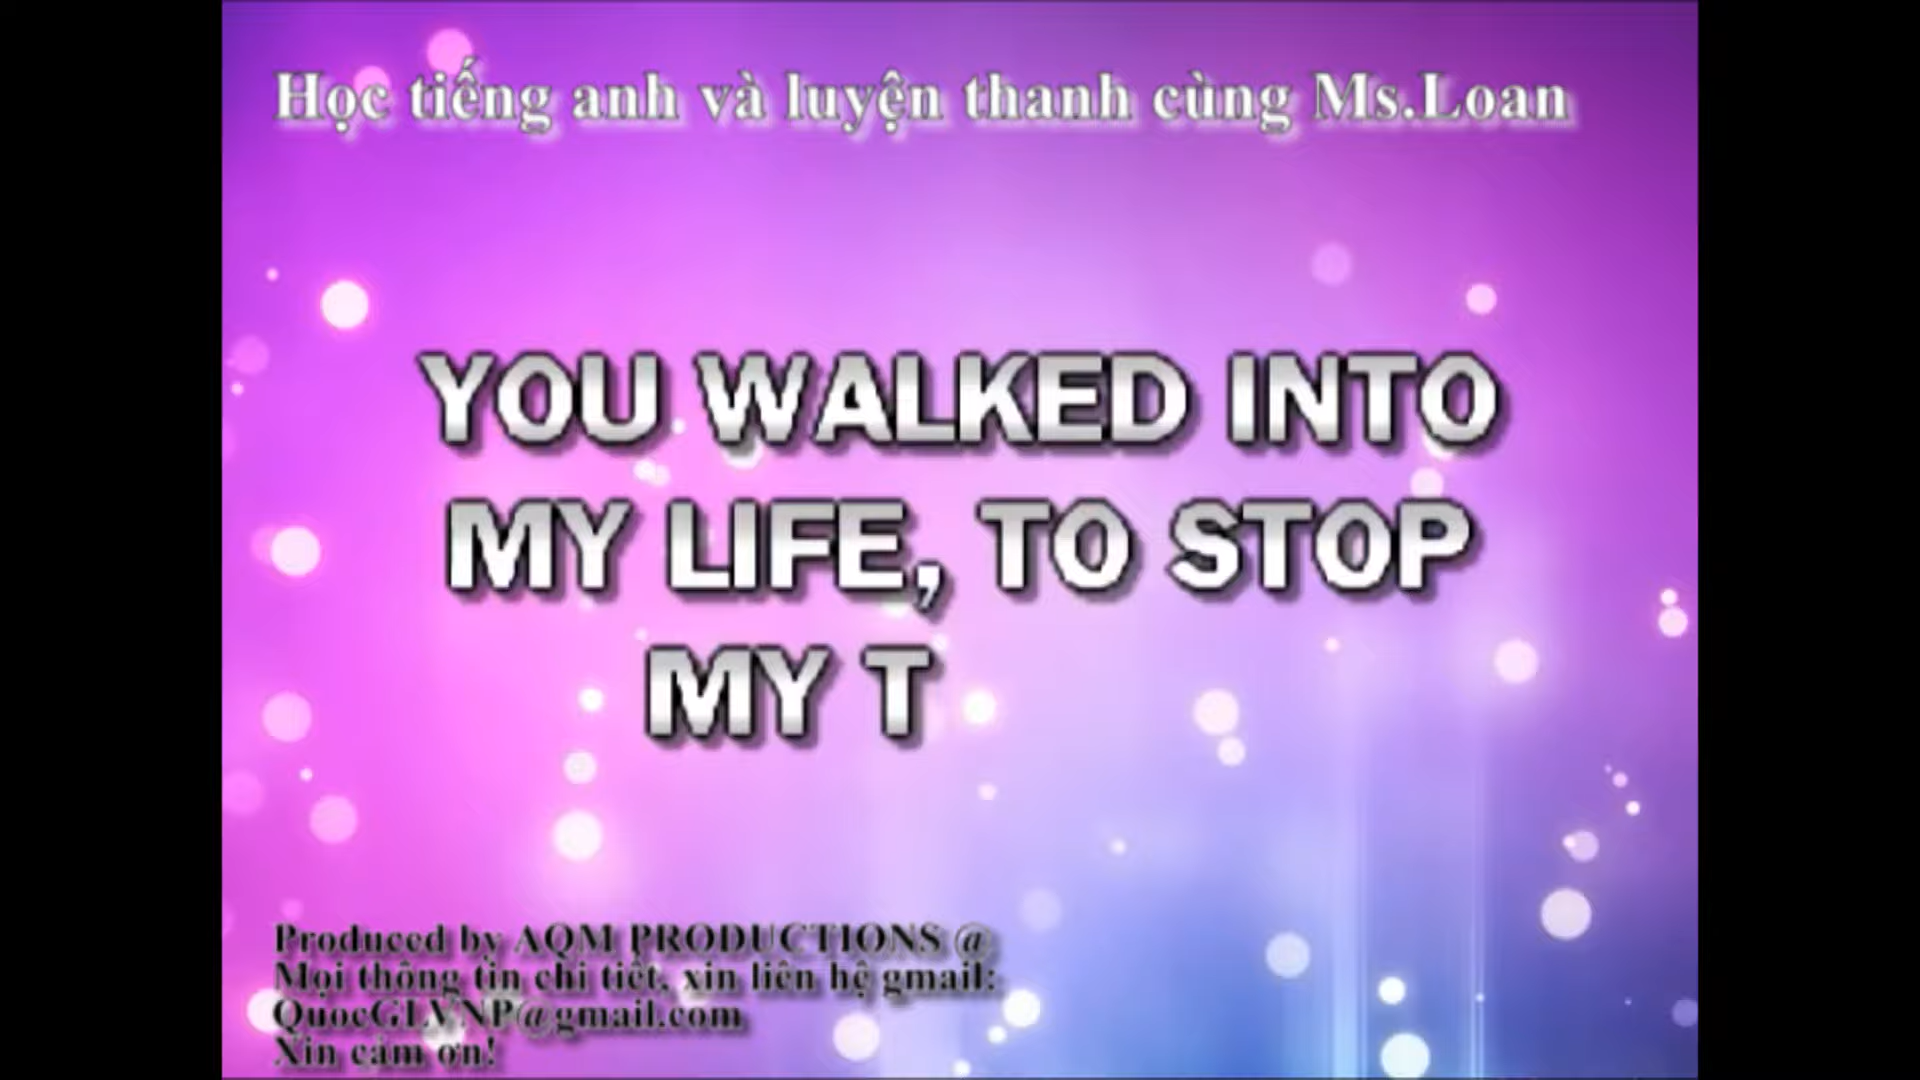 Học tiếng anh và luyện thanh cùng Ms.Loan
YOU WALKED INTO
MY LIFE, TO STOP
MY T
Produced by AQM PRODUCTIONS @
Mọi thông tin chi tiết, xin liên hệ gmail:
QuocGLVNP@gmail.com
Xin cảm ơn!